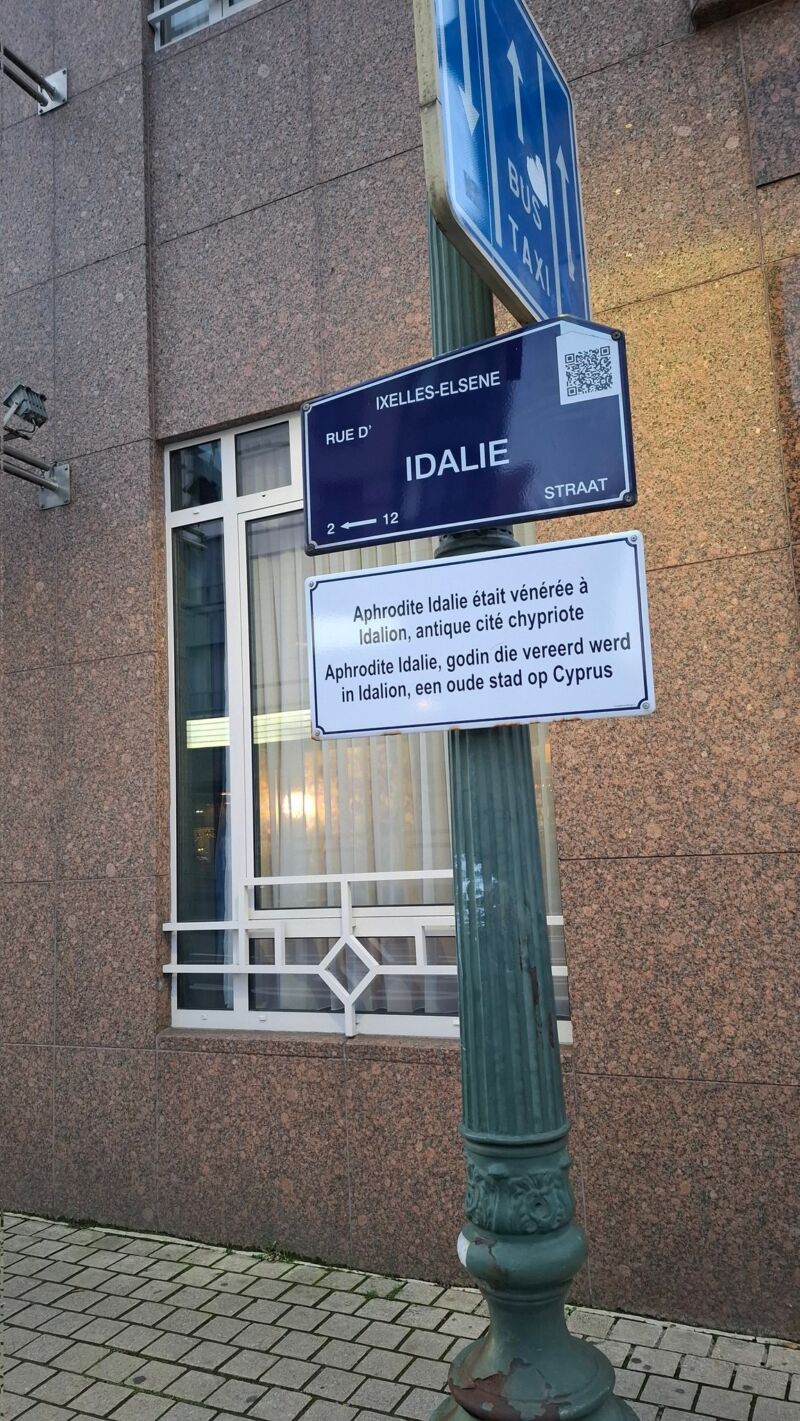 BUS
TAXI
IXELLES-ELSENE
RUE D'
IDALIE
STRAAT
2 ← 12
Aphrodite Idalie était vénérée à
Idalion, antique cité chypriote
Aphrodite Idalie, godin die vereerd werd
in Idalion, een oude stad op Cyprus